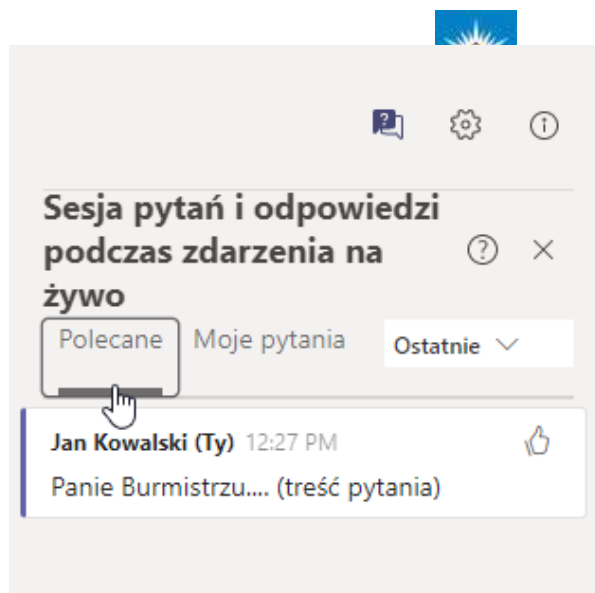 Sesja pytań i odpowiedzi
podczas zdarzenia na
żywo
Polecane Moje pytania Ostatnie
Jan Kowalski (Ty) 12:27 PM
Panie Burmistrzu.... (treść pytania)